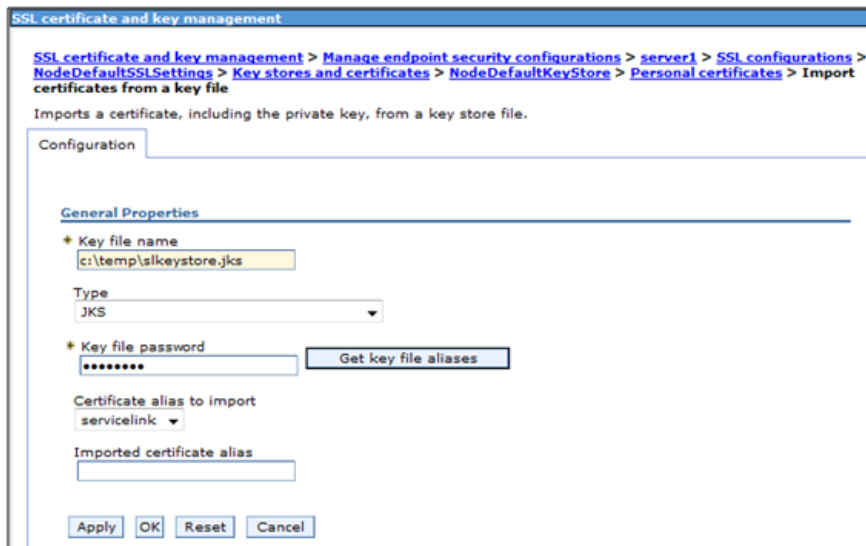 SSL certificate and key management
SSL certificate and key management > Manage endpoint security configurations > server1 > SSL configurations >
NodeDefaultSSLSettings > Key stores and certificates > NodeDefaultKeyStore > Personal certificates > Import
certificates from a key file
Imports a certificate, including the private key, from a key store file.
Configuration
General Properties
* Key file name
c:\temp\slkeystore.jks
Type
JKS
* Key file password
•••••••• Get key file aliases
Certificate alias to import
servicelink
Imported certificate alias
Apply OK Reset Cancel